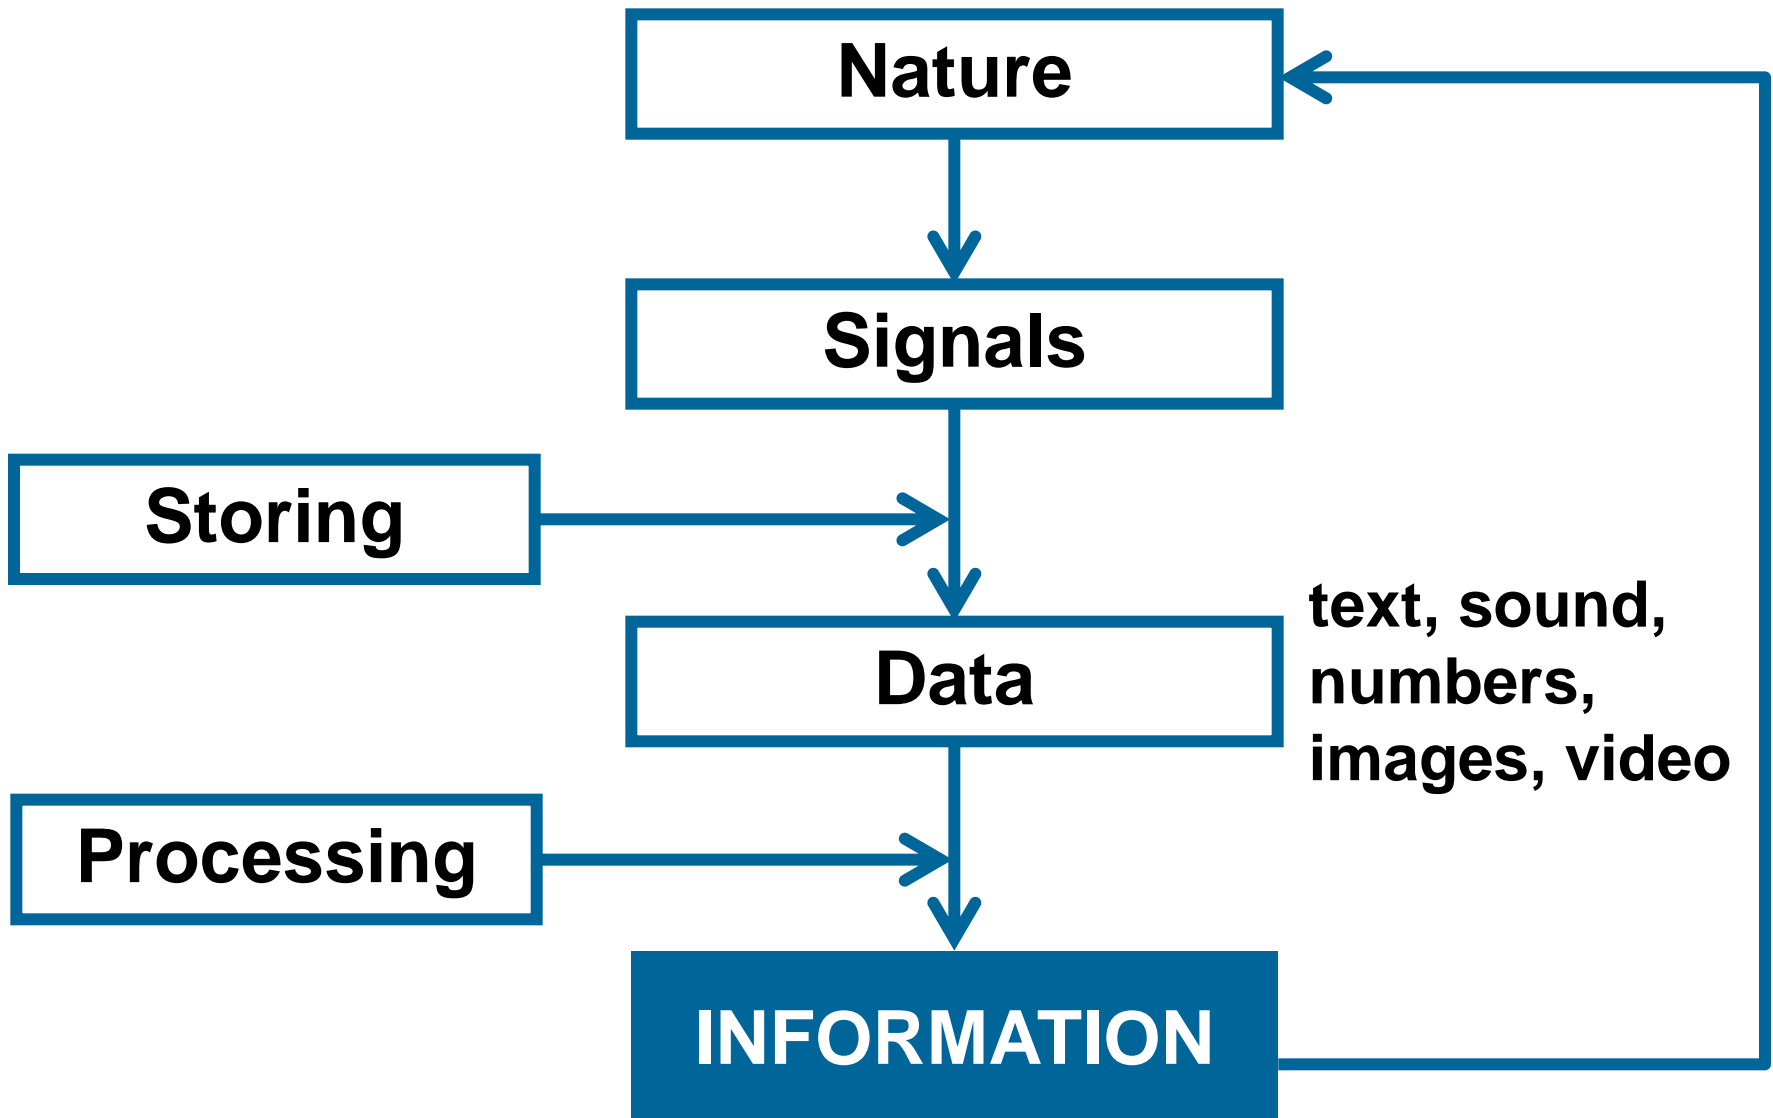 Nature
Signals
Storing
Data
text, sound,
numbers,
images, video
Processing
INFORMATION